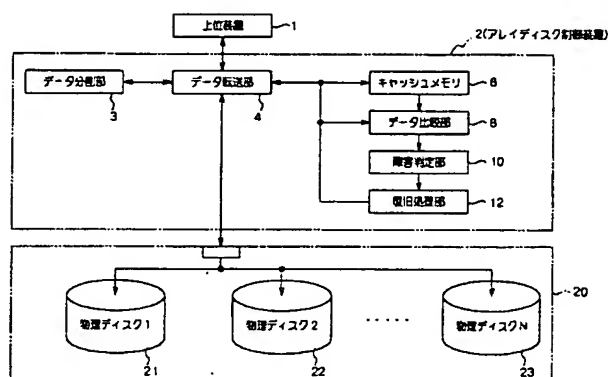 上位装置
1
2(アレイディスク制御装置)
データ分割部
3
データ転送部
4
キャッシュメモリ
6
データ比較部
8
障害判定部
10
復旧処理部
12
20
物理ディスク1
21
物理ディスク2
22
.....
物理ディスクN
23